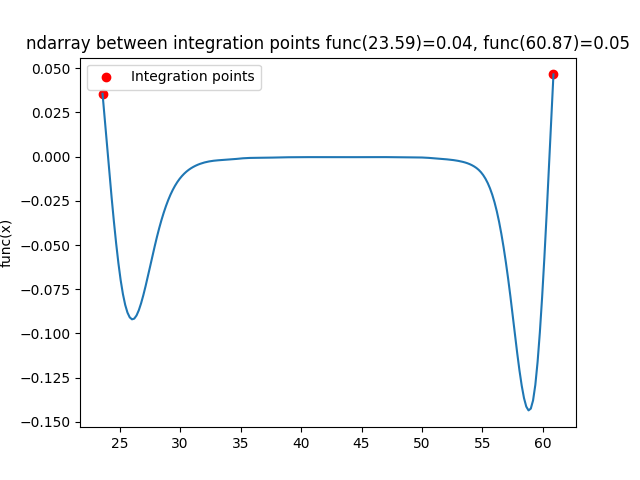 ndarray between integration points func(23.59)=0.04, func(60.87)=0.05
Integration points
func(x)
0.050
0.025
0.000
−0.025
−0.050
−0.075
−0.100
−0.125
−0.150
25 30 35 40 45 50 55 60